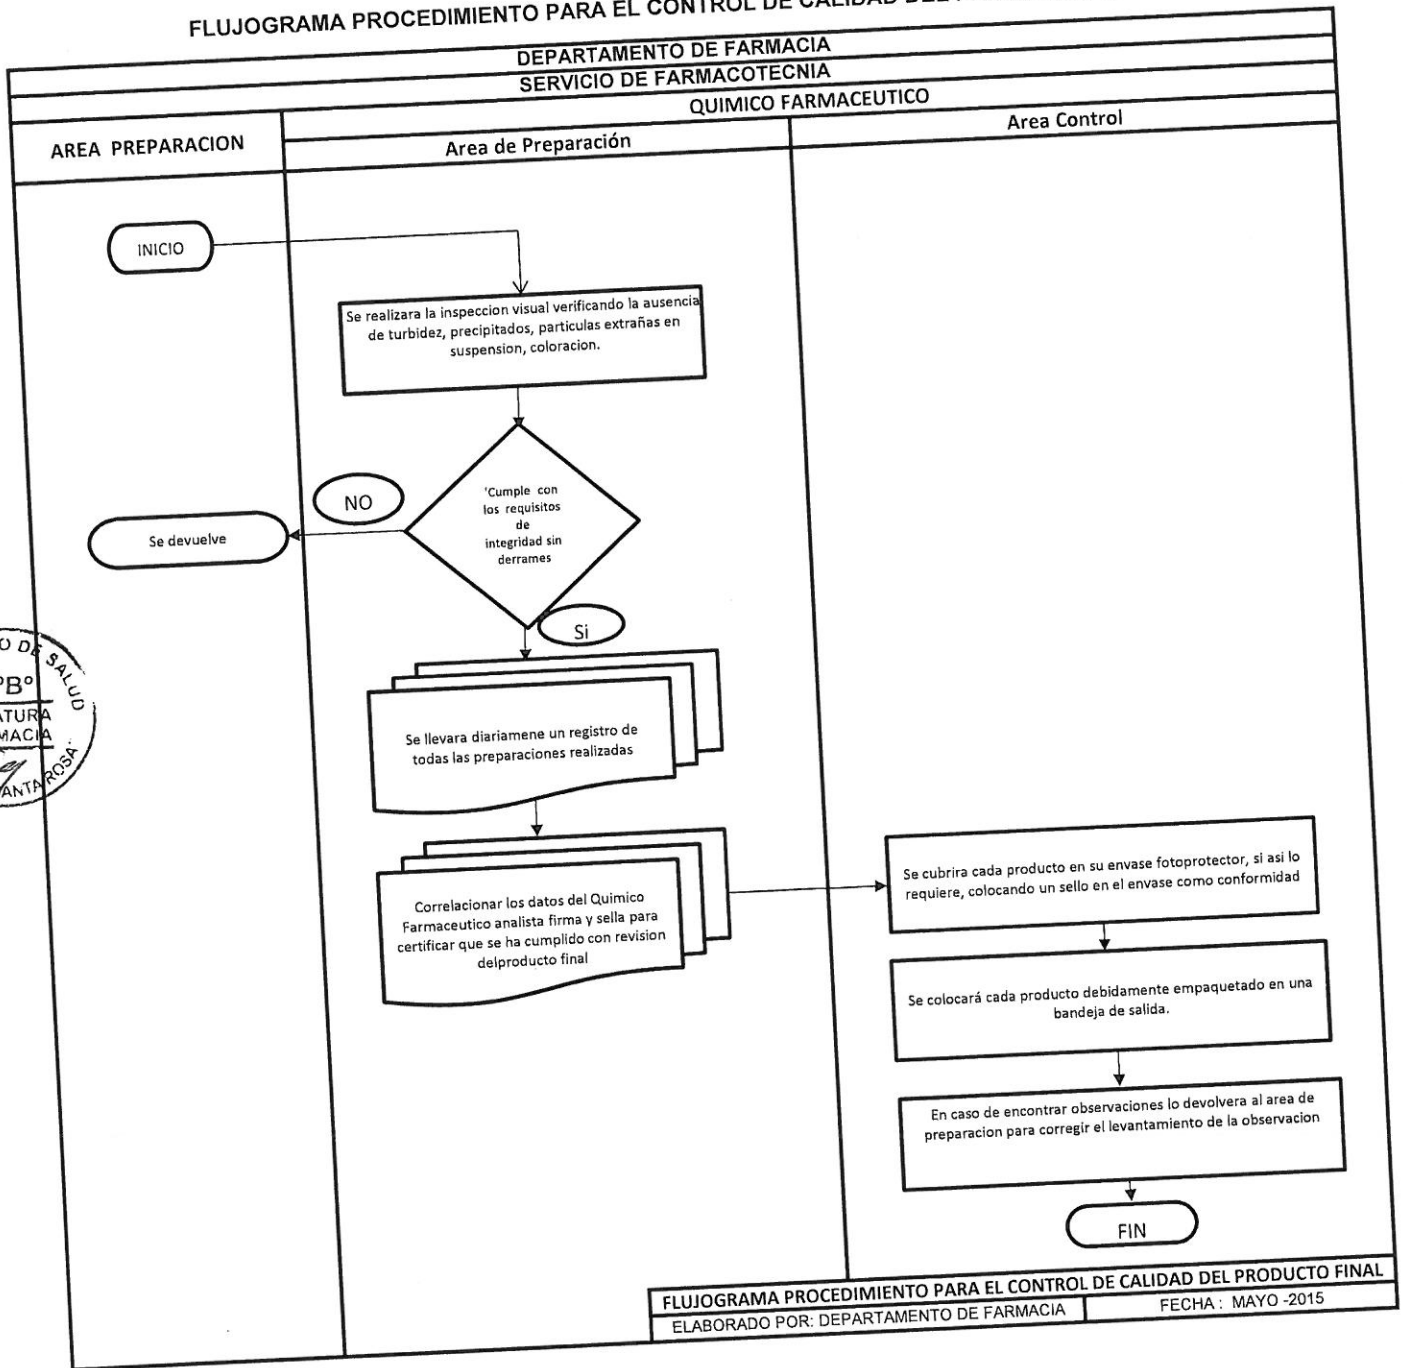 FLUJOGRAMA PROCEDIMIENTO PARA EL CONTROL DE CALIDAD DEL
DEPARTAMENTO DE FARMACIA
SERVICIO DE FARMACOTECNIA
QUIMICO FARMACEUTICO
AREA PREPARACION
Area de Preparación
Area Control
INICIO
Se realizara la inspeccion visual verificando la ausencia
de turbidez, precipitados, particulas extrañas en
suspension, coloracion.
'Cumple con
los requisitos
de
integridad sin
derrames
NO
Se devuelve
Si
Se llevara diariamene un registro de
todas las preparaciones realizadas
Correlacionar los datos del Quimico
Farmaceutico analista firma y sella para
certificar que se ha cumplido con revision
delproducto final
Se cubrira cada producto en su envase fotoprotector, si asi lo
requiere, colocando un sello en el envase como conformidad
Se colocará cada producto debidamente empaquetado en una
bandeja de salida.
En caso de encontrar observaciones lo devolvera al area de
preparacion para corregir el levantamiento de la observacion
FIN
O DE SALUD
ºBº
ATURA
MACIA
ANTA ROSA
FLUJOGRAMA PROCEDIMIENTO PARA EL CONTROL DE CALIDAD DEL PRODUCTO FINAL
ELABORADO POR: DEPARTAMENTO DE FARMACIA
FECHA : MAYO -2015